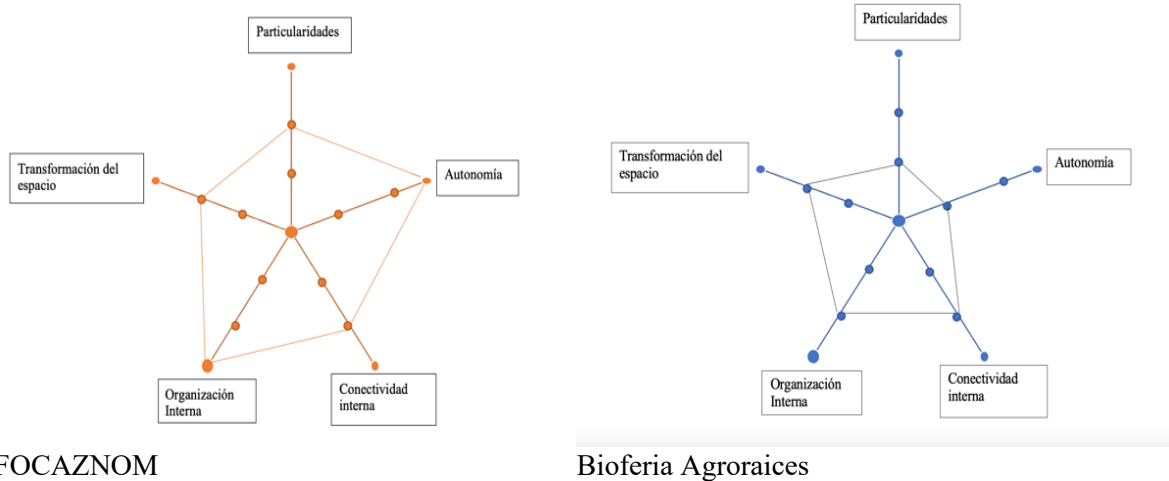 Particularidades
Transformación del
espacio
Autonomía
Organización
Interna
Conectividad
interna
FOCAZNOM
Particularidades
Transformación del
espacio
Autonomía
Organización
Interna
Conectividad
interna
Bioferia Agroraices